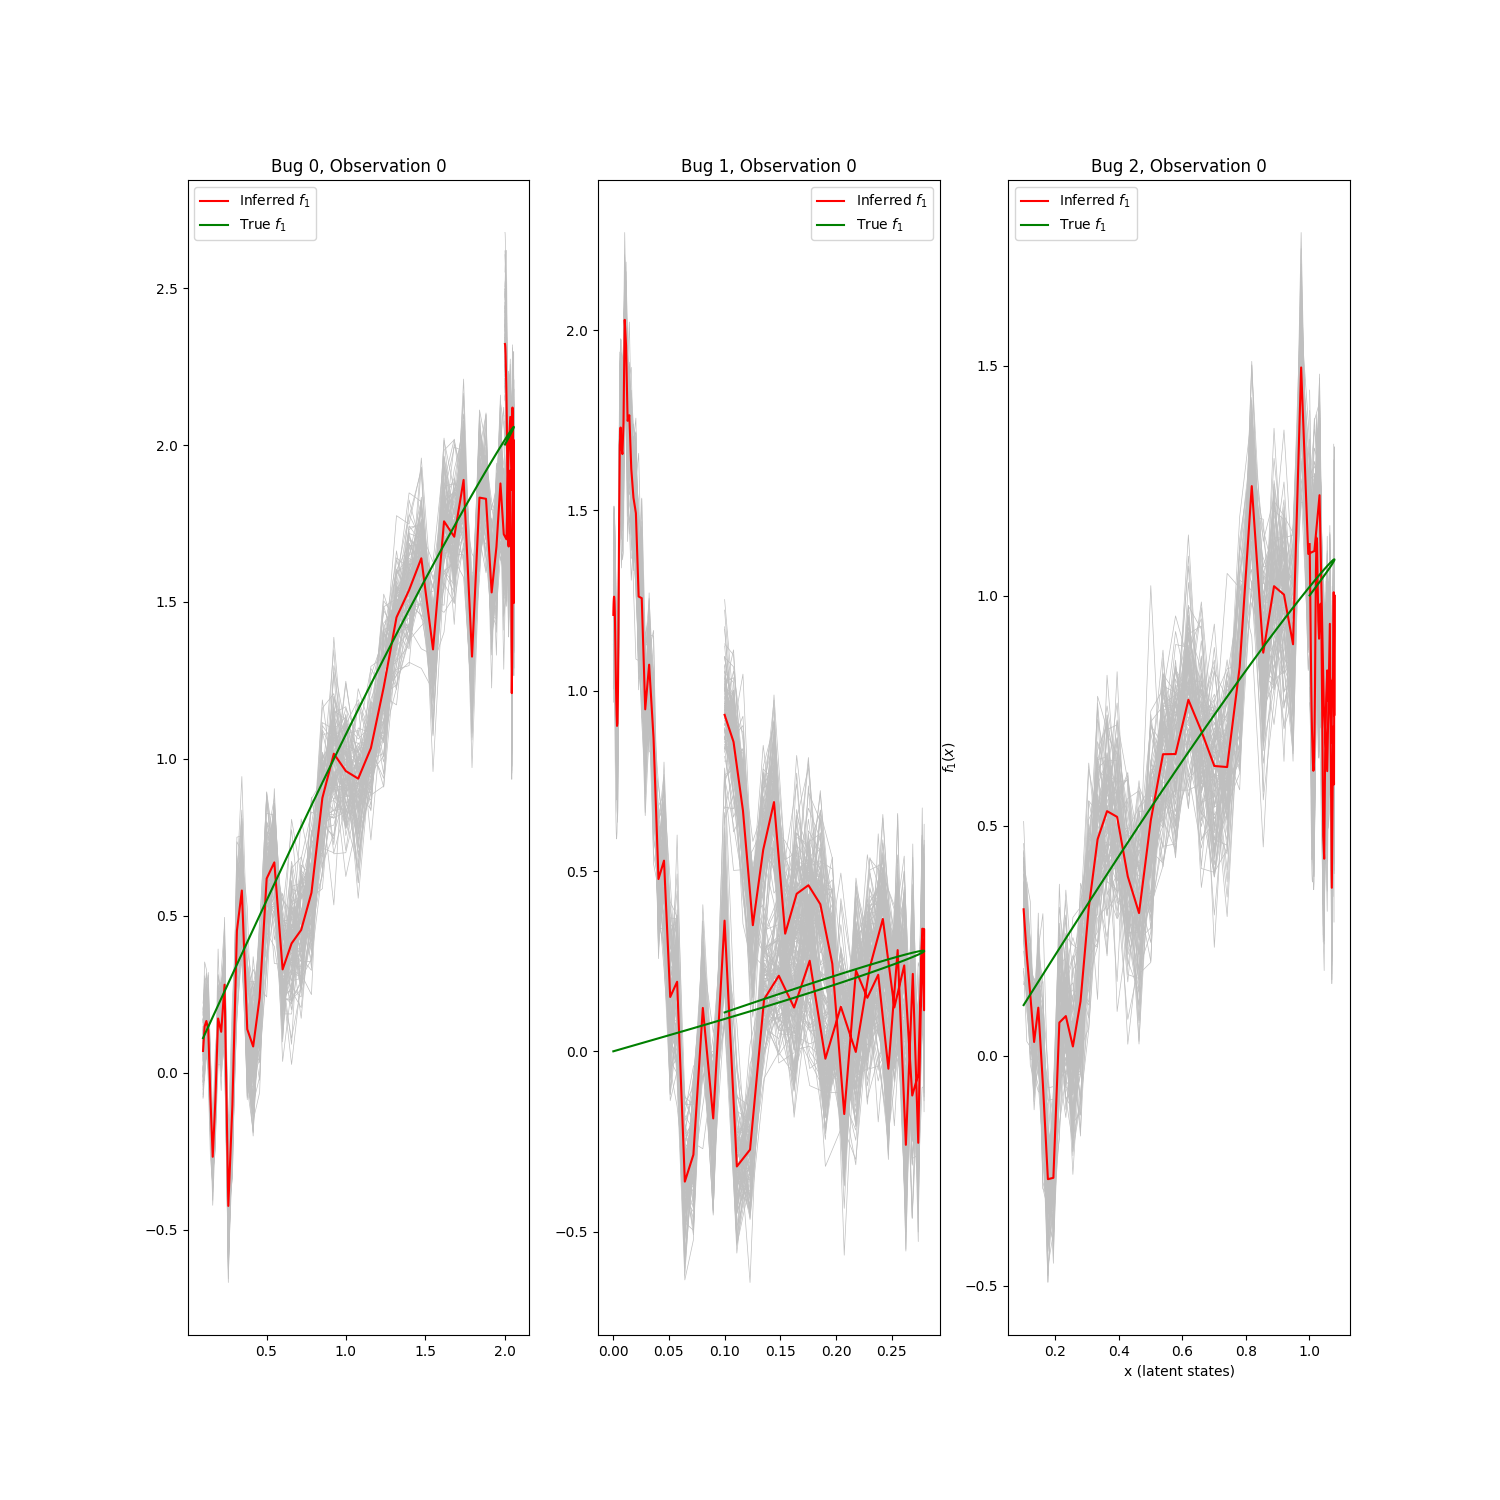 Bug 0, Observation 0
Inferred f₁
True f₁
2.5
2.0
1.5
1.0
0.5
0.0
−0.5
0.5 1.0 1.5 2.0
Bug 1, Observation 0
Inferred f₁
True f₁
2.0
1.5
1.0
0.5
0.0
−0.5
0.00 0.05 0.10 0.15 0.20 0.25
Bug 2, Observation 0
Inferred f₁
True f₁
f₁(x)
1.5
1.0
0.5
0.0
−0.5
0.2 0.4 0.6 0.8 1.0
x (latent states)